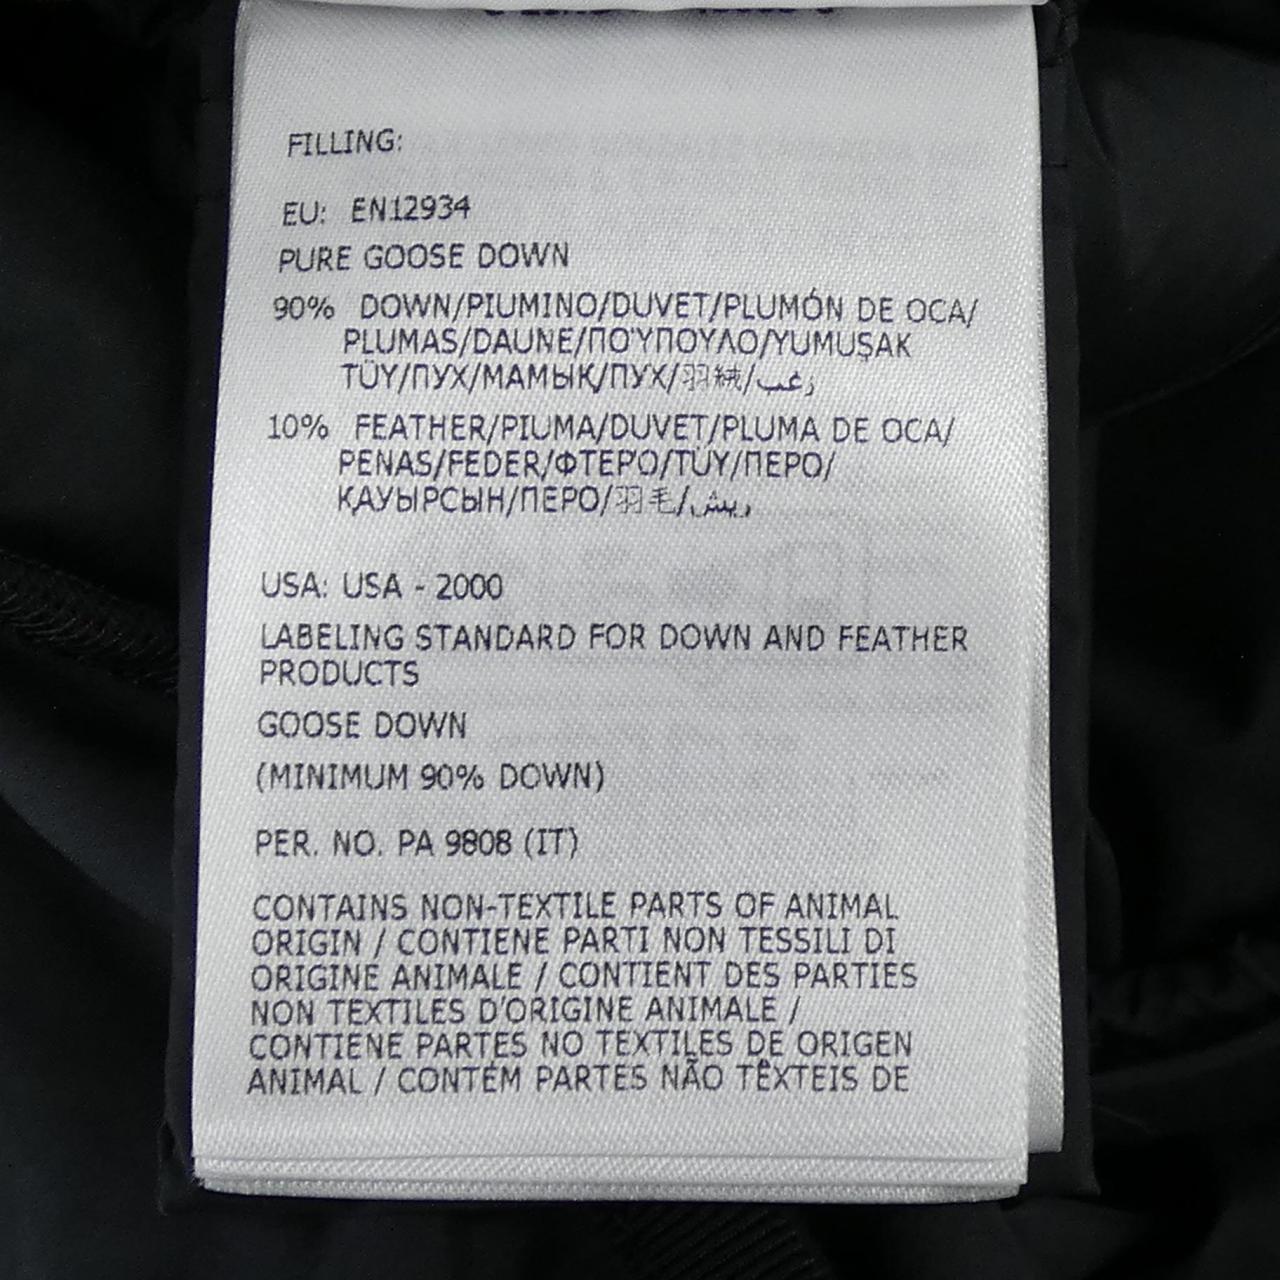 FILLING:
EU: EN12934
PURE GOOSE DOWN
90% DOWN/PIUMINO/DUVET/PLUMÓN DE OCA/
PLUMAS/DAUNE/ΠΟΎΠΟΥΛΟ/YUMUŞAK
TÜY/ПУХ/МАМЫҚ/ПУХ/羽絨/زغب
10% FEATHER/PIUMA/DUVET/PLUMA DE OCA/
PENAS/FEDER/ΦΤΕΡΌ/TÜY/ПЕРО/
ҚАУЫРСЫН/ПЕРО/羽毛/ريش
USA: USA - 2000
LABELING STANDARD FOR DOWN AND FEATHER
PRODUCTS
GOOSE DOWN
(MINIMUM 90% DOWN)
PER. NO. PA 9808 (IT)
CONTAINS NON-TEXTILE PARTS OF ANIMAL
ORIGIN / CONTIENE PARTI NON TESSILI DI
ORIGINE ANIMALE / CONTIENT DES PARTIES
NON TEXTILES D'ORIGINE ANIMALE /
CONTIENE PARTES NO TEXTILES DE ORIGEN
ANIMAL / CONTÉM PARTES NÃO TÊXTEIS DE